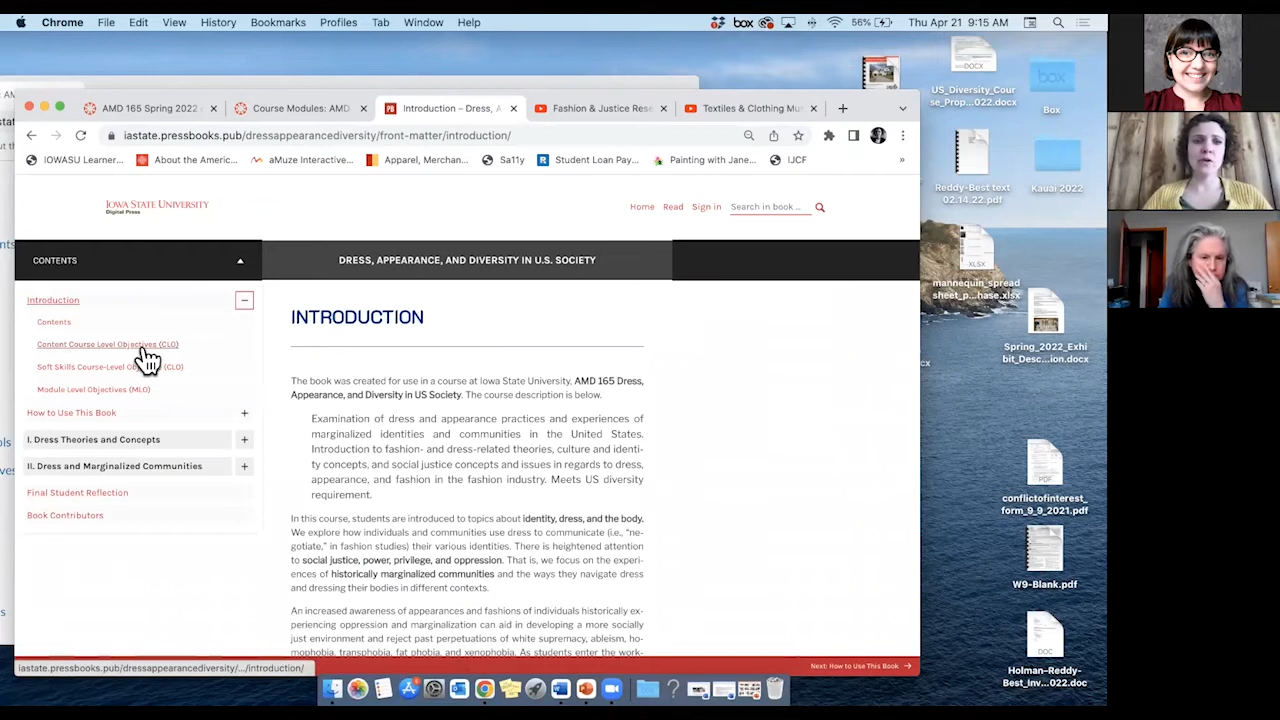 Chrome File Edit View History Bookmarks Profiles Tab Window Help
box 56% Thu Apr 21 9:15 AM
US_Diversity_Cou
rse_Prop...022.docx
Box
Reddy-Best text
02.14.22.pdf
Kauai 2022
mannequin_spread
sheet_p...hase.xlsx
Spring_2022_Exhi
bit_Desc...ion.docx
conflictofinterest_
form_9_9_2021.pdf
W9-Blank.pdf
Holman-Reddy-
Best_Inv...022.doc
AMD 165 Spring 2022
Course Modules: AMD
Introduction – Dress, A
Fashion & Justice Res
Textiles & Clothing Mu
iastate.pressbooks.pub/dressappearancediversity/front-matter/introduction/
IOWASU Learner...
About the Americ...
aMuze Interactive...
Apparel, Merchan...
Sa11y
Student Loan Pay...
Painting with Jane...
IJCF
IOWA STATE UNIVERSITY
Digital Press
Home Read Sign in Search in book ...
CONTENTS
DRESS, APPEARANCE, AND DIVERSITY IN U.S. SOCIETY
Introduction
Contents
Content Course Level Objectives (CLO)
Soft Skills Course-Level Ob (CLO)
Module Level Objectives (MLO)
How to Use This Book
I. Dress Theories and Concepts
II. Dress and Marginalized Communities
Final Student Reflection
Book Contributors
INTRODUCTION
The book was created for use in a course at Iowa State University, AMD 165 Dress,
Appearance, and Diversity in US Society. The course description is below.
Examination of dress and appearance practices and experiences of
marginalized identities and communities in the United States.
Introduction to fashion- and dress-related theories, culture and identi-
ty concepts, and social justice concepts and issues in regards to dress,
appearance, and fashion in the fashion industry. Meets US diversity
requirement.
In this course, students are introduced to topics about identity, dress, and the body.
We explore how individuals and communities use dress to communicate (i.e., “ne-
gotiate,” in fashion studies) their various identities. There is heightened attention
to social justice, power, privilege, and oppression. That is, we focus on the experi-
ences of historically marginalized communities and the ways they navigate dress
and dressing their bodies in different contexts.
An increased awareness of appearances and fashions of individuals historically ex-
periencing oppression and marginalization can aid in developing a more socially
just environment and reject past perpetuations of white supremacy, ableism, ho-
mophobia, transphobia, fat phobia, and xenophobia. As students enter the work-
iastate.pressbooks.pub/dressappearancediversity/.../introduction/
Next: How to Use This Book →